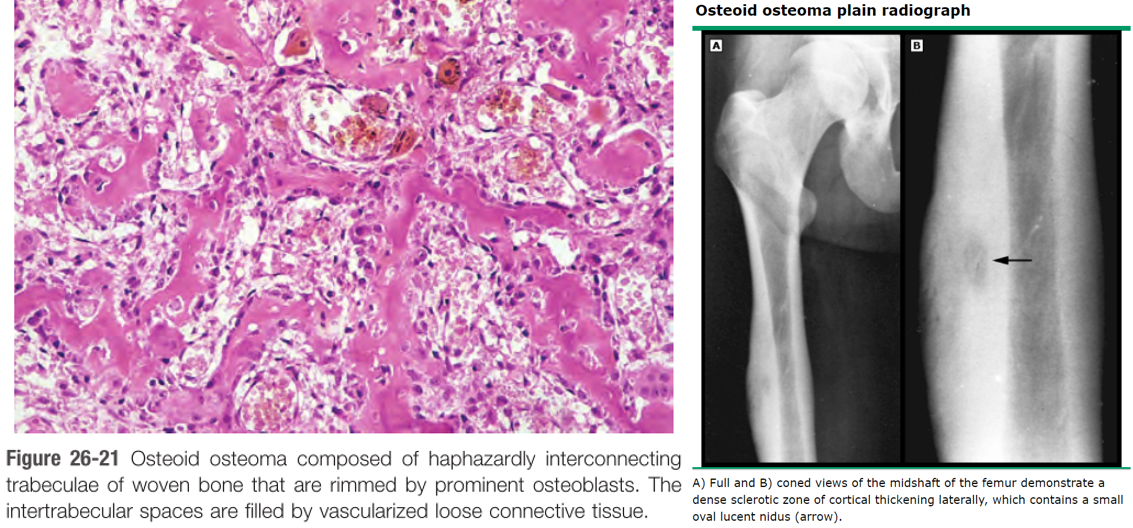 Osteoid osteoma plain radiograph
A
B
Figure 26-21 Osteoid osteoma composed of haphazardly interconnecting
trabeculae of woven bone that are rimmed by prominent osteoblasts. The
intertrabecular spaces are filled by vascularized loose connective tissue.
A) Full and B) coned views of the midshaft of the femur demonstrate a
dense sclerotic zone of cortical thickening laterally, which contains a small
oval lucent nidus (arrow).